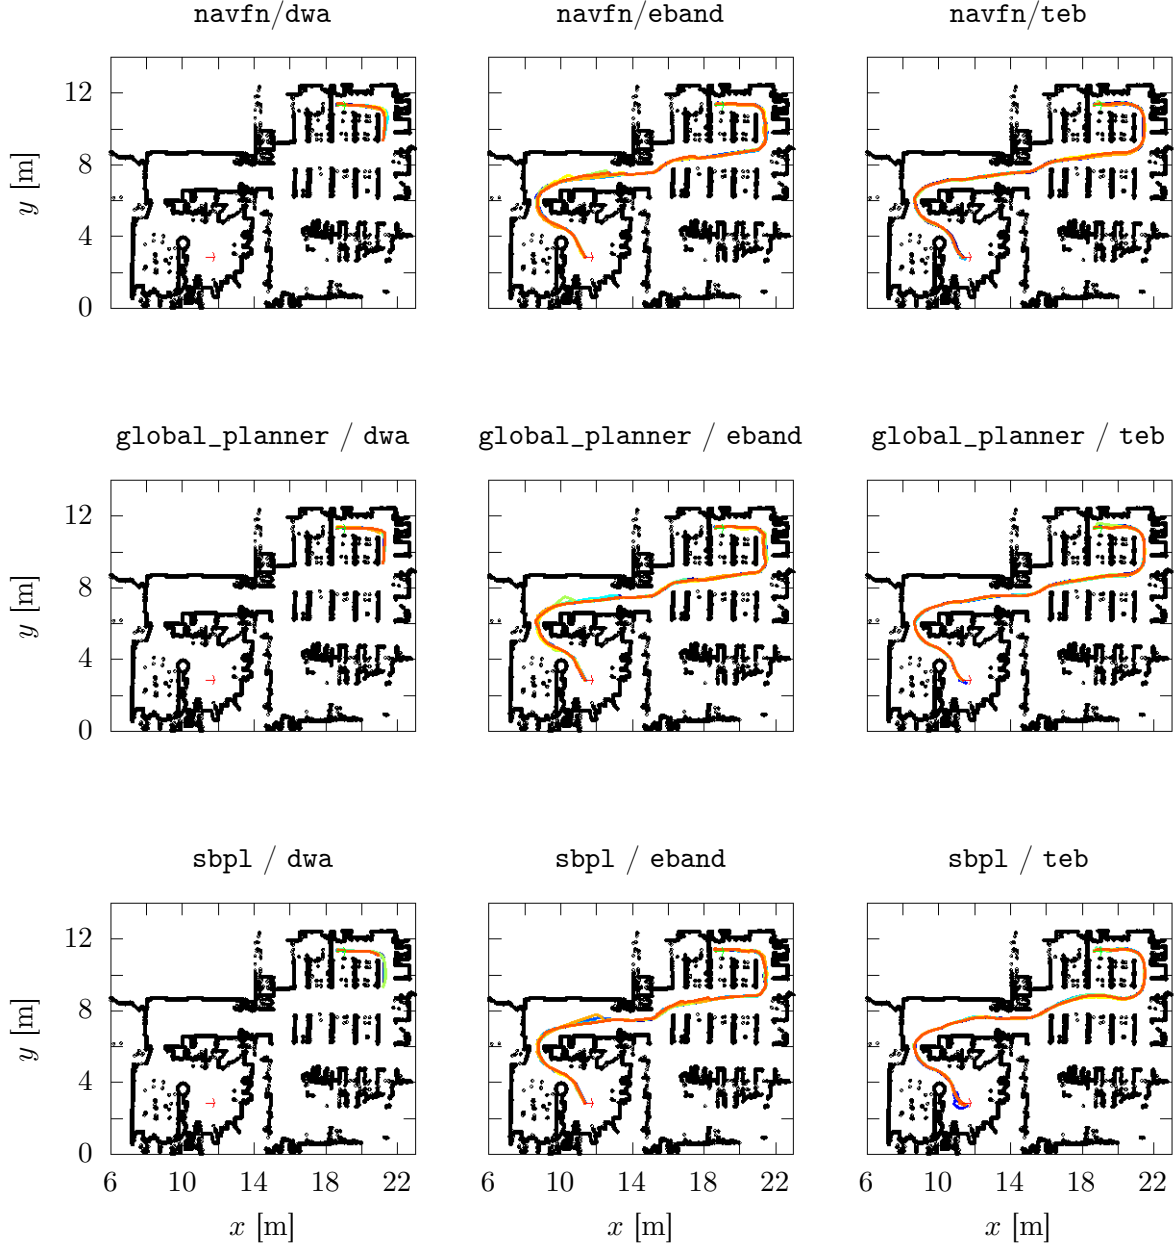 navfn/dwa navfn/eband navfn/teb
12
8
4
0
y [m]
global_planner / dwa global_planner / eband global_planner / teb
12
8
4
0
y [m]
sbpl / dwa sbpl / eband sbpl / teb
12
8
4
0
y [m]
6 10 14 18 22 6 10 14 18 22 6 10 14 18 22
x [m] x [m] x [m]